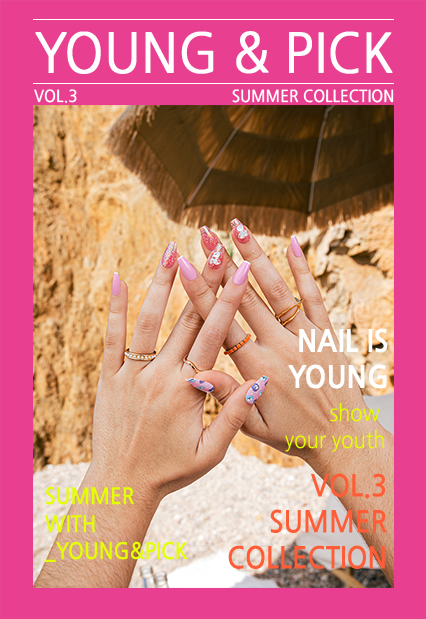 YOUNG & PICK
VOL.3 SUMMER COLLECTION
NAIL IS
YOUNG
show
your youth
VOL.3
SUMMER
COLLECTION
SUMMER
WITH
_YOUNG&PICK